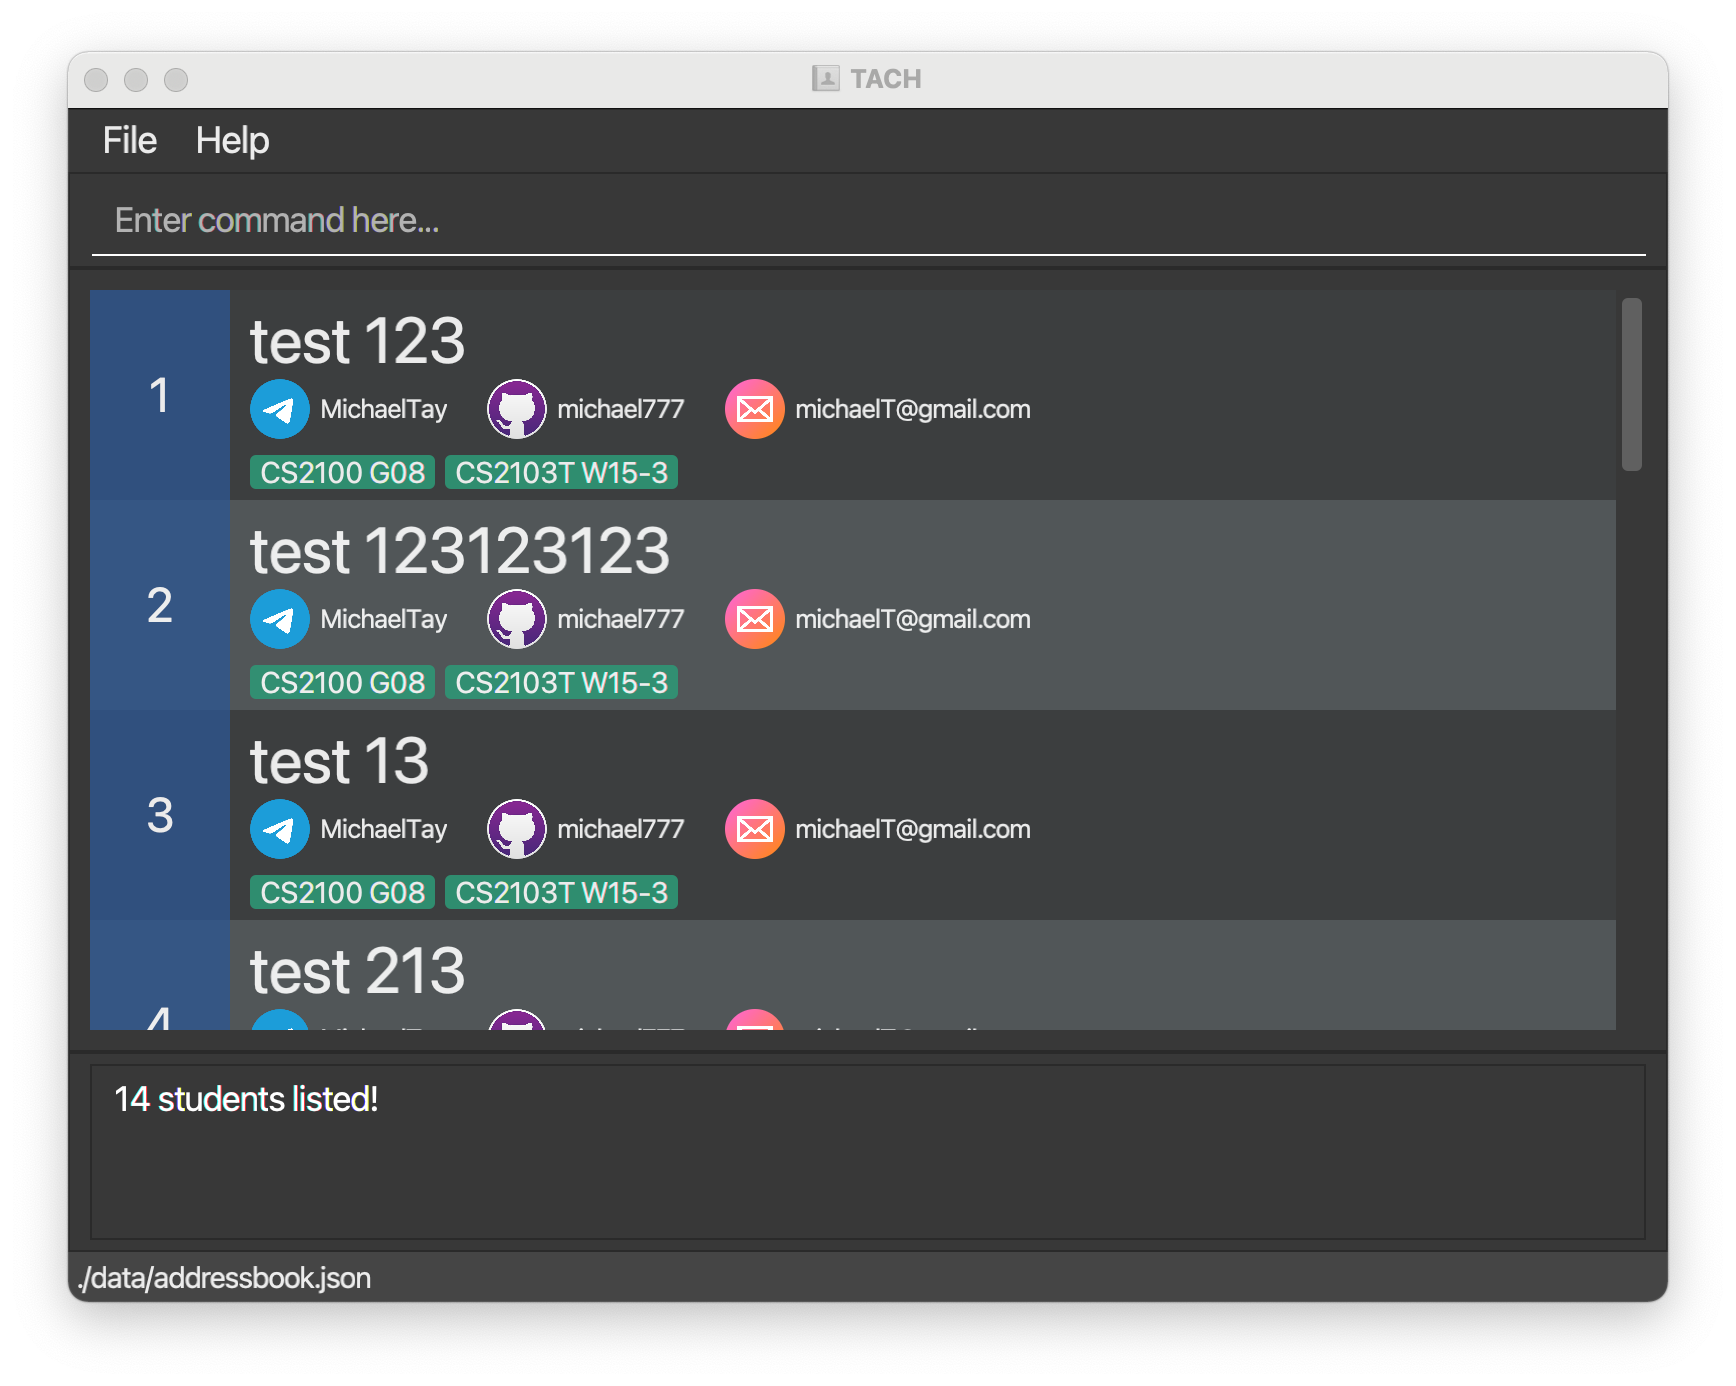 TACH
File Help
Enter command here...
1
test 123
MichaelTay michael777 michaelT@gmail.com
CS2100 G08 CS2103T W15-3
2
test 123123123
MichaelTay michael777 michaelT@gmail.com
CS2100 G08 CS2103T W15-3
3
test 13
MichaelTay michael777 michaelT@gmail.com
CS2100 G08 CS2103T W15-3
4
test 213
14 students listed!
./data/addressbook.json